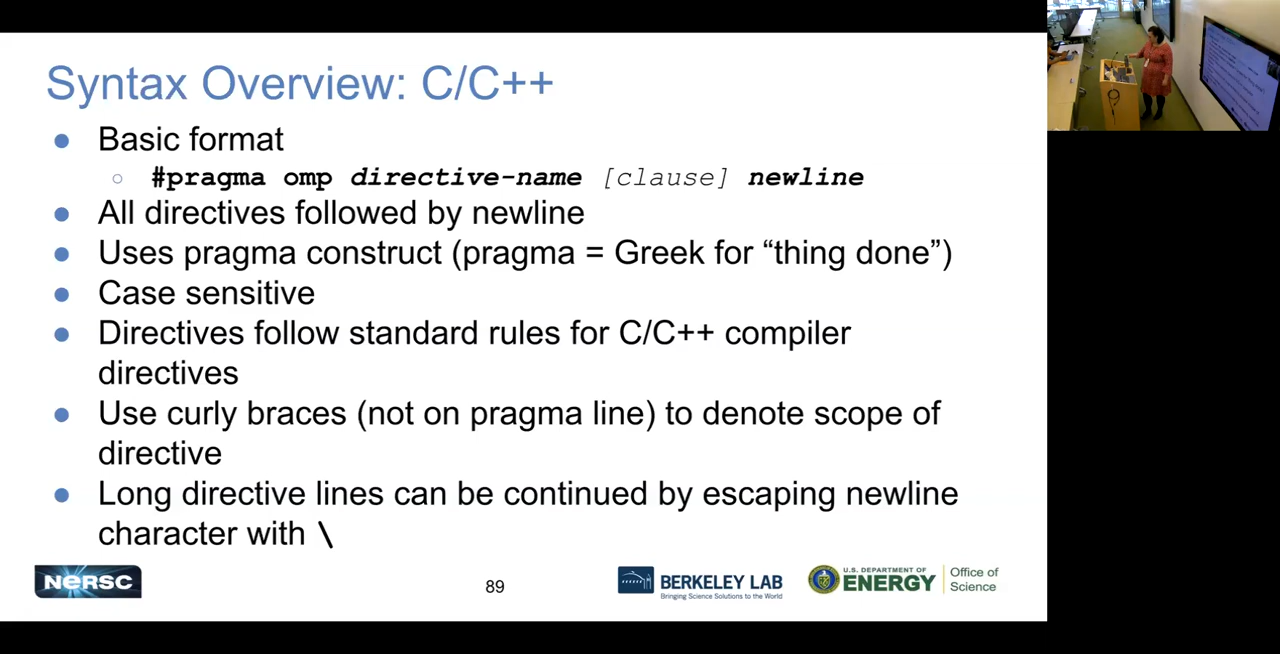 Syntax Overview: C/C++
● Basic format
○ #pragma omp directive-name [clause] newline
● All directives followed by newline
● Uses pragma construct (pragma = Greek for “thing done”)
● Case sensitive
● Directives follow standard rules for C/C++ compiler
directives
● Use curly braces (not on pragma line) to denote scope of
directive
● Long directive lines can be continued by escaping newline
character with \
NERSC
89
BERKELEY LAB
Bringing Science Solutions to the World
U.S. DEPARTMENT OF
ENERGY
Office of
Science